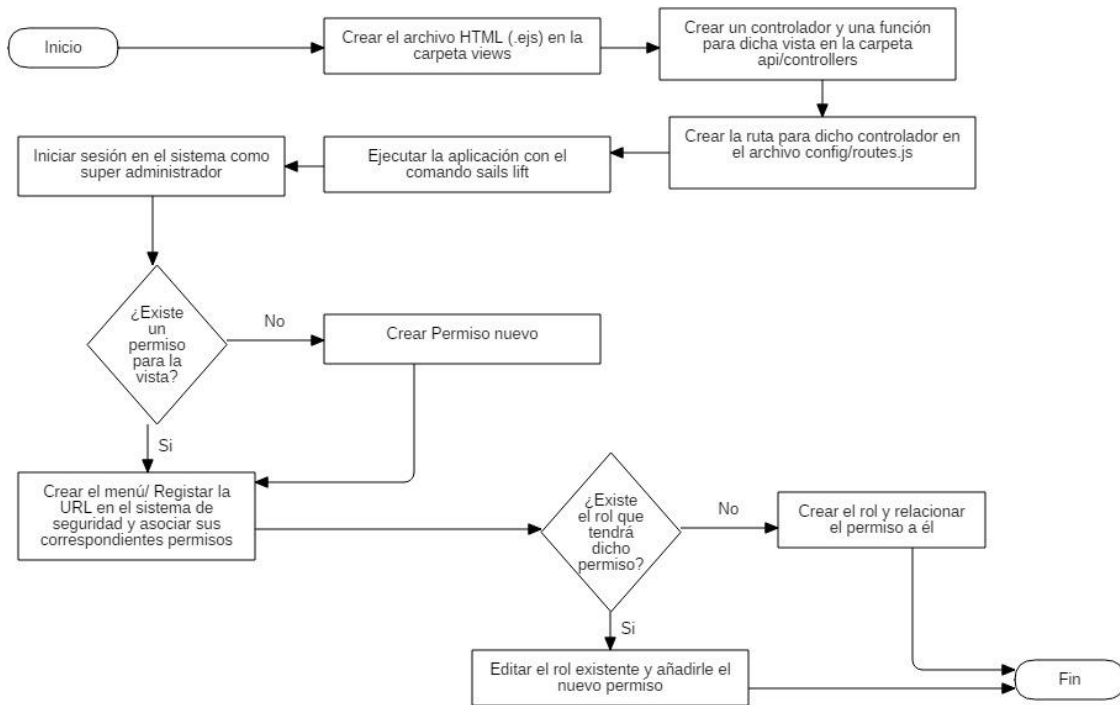 Inicio
Crear el archivo HTML (.ejs) en la
carpeta views
Crear un controlador y una función
para dicha vista en la carpeta
api/controllers
Crear la ruta para dicho controlador en
el archivo config/routes.js
Ejecutar la aplicación con el
comando sails lift
Iniciar sesión en el sistema como
super administrador
¿Existe
un
permiso
para la
vista?
No
Crear Permiso nuevo
Si
Crear el menú/ Registar la
URL en el sistema de
seguridad y asociar sus
correspondientes permisos
¿Existe
el rol que
tendrá
dicho
permiso?
No
Crear el rol y relacionar
el permiso a él
Si
Editar el rol existente y añadirle el
nuevo permiso
Fin